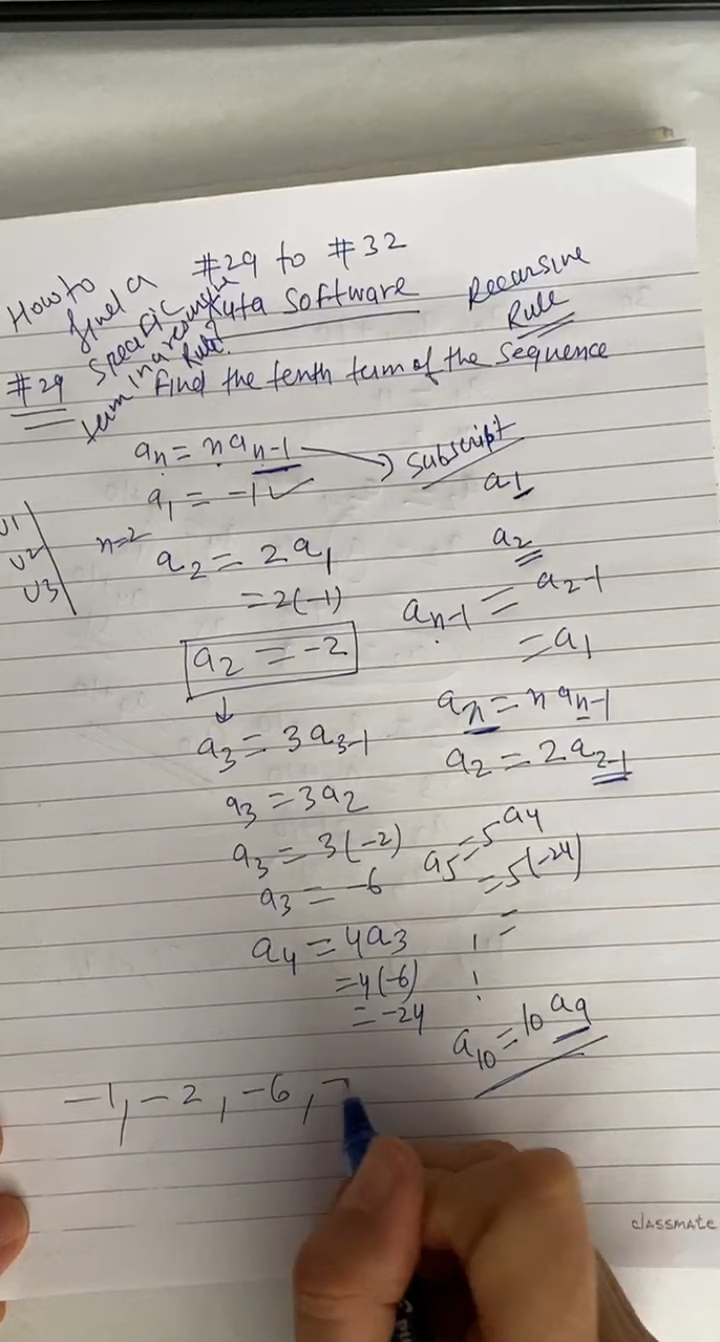 #29 to #32
How to find a specific term in a recursive Rule?
Kuta Software
Recursive Rule
#29 Find the tenth term of the sequence
aₙ = n aₙ₋₁ → subscript
a₁ = -1 ✓
a₁
n=2
a₂ = 2a₁
= 2(-1)
a₂ = -2
↓
a₃ = 3a₃₋₁
a₃ = 3a₂
a₃ = 3(-2)
a₃ = -6
a₄ = 4a₃
= 4(-6)
= -24
a₂
aₙ₋₁ = a₂₋₁
= a₁
aₙ = n aₙ₋₁
a₂ = 2a₂₋₁
a₅ = 5a₄
= 5(-24)
=
a₁₀ = 10a₉
-1, -2, -6, -
classmate